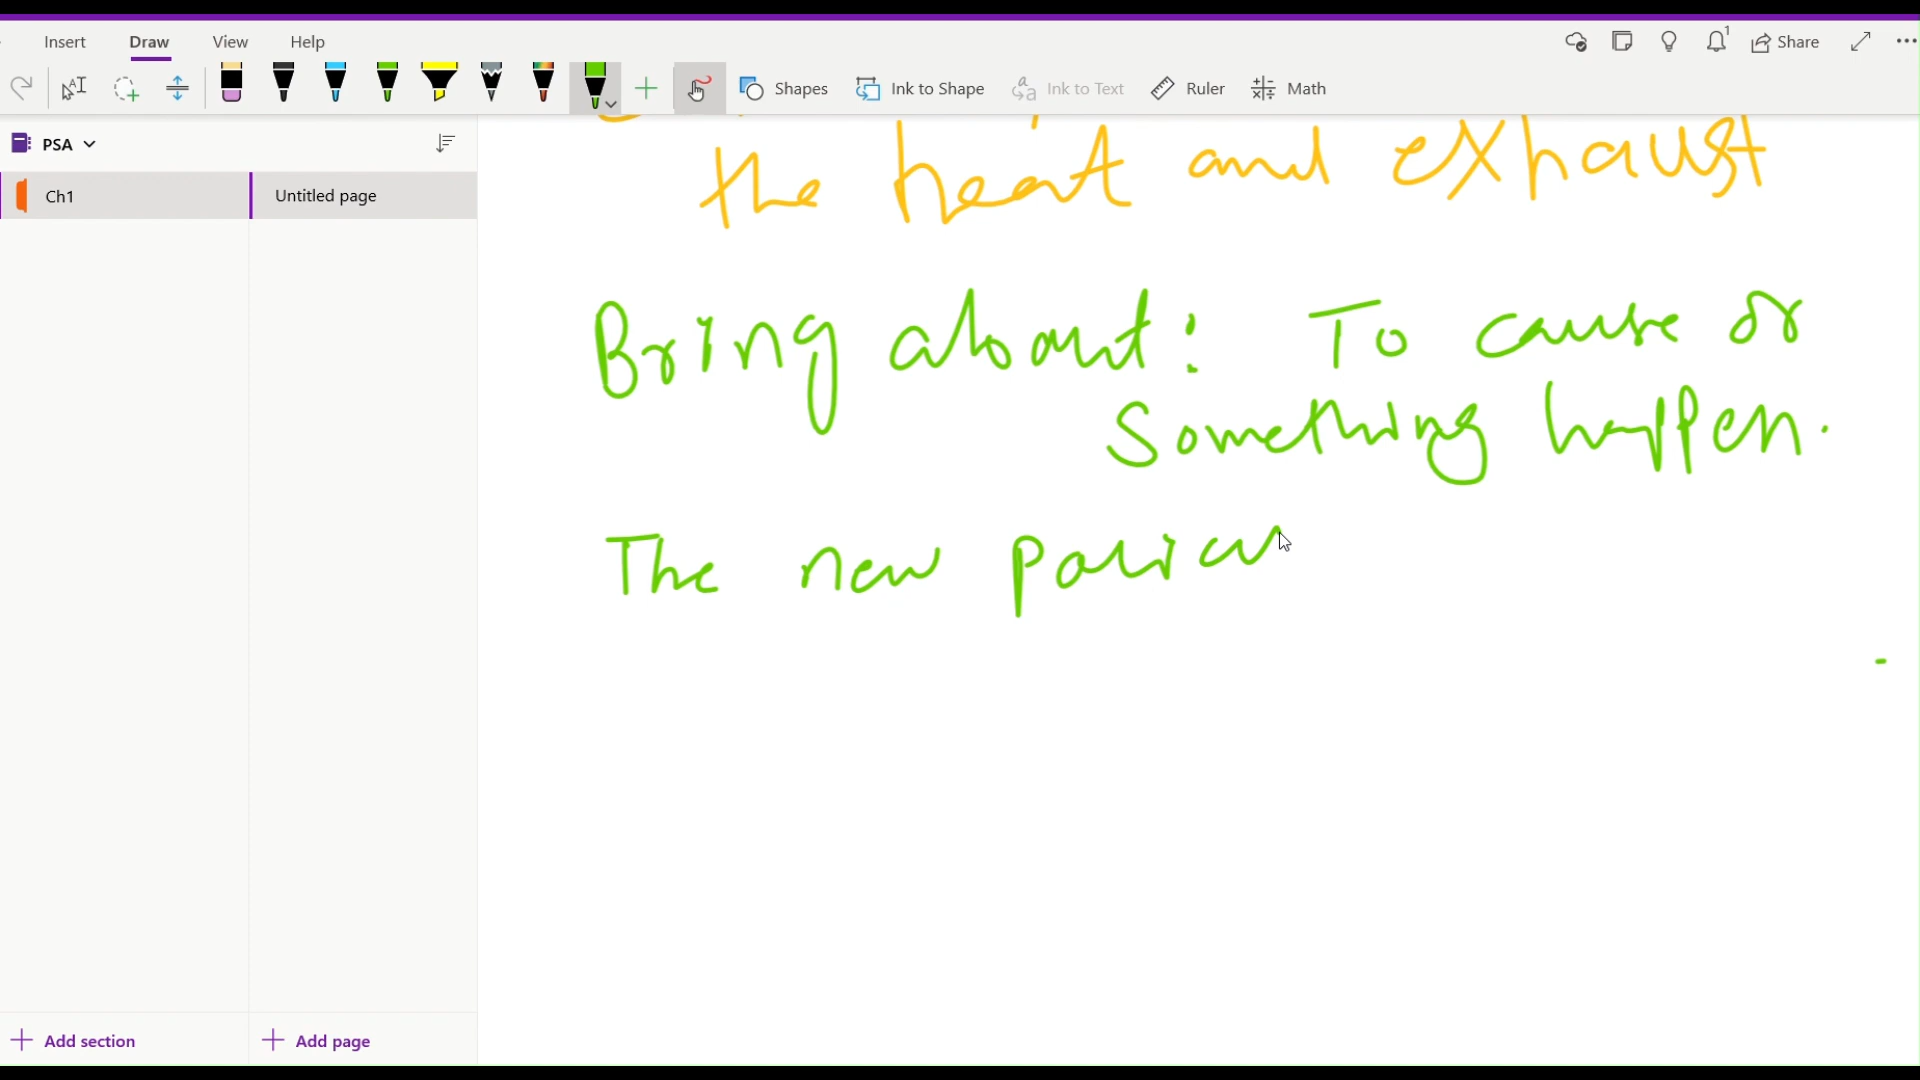 Insert Draw View Help Share
Shapes Ink to Shape Ink to Text Ruler Math
PSA
Ch1 Untitled page
the heat and exhaust
Bring about : To cause or
Something happen.
The new
Add section Add page